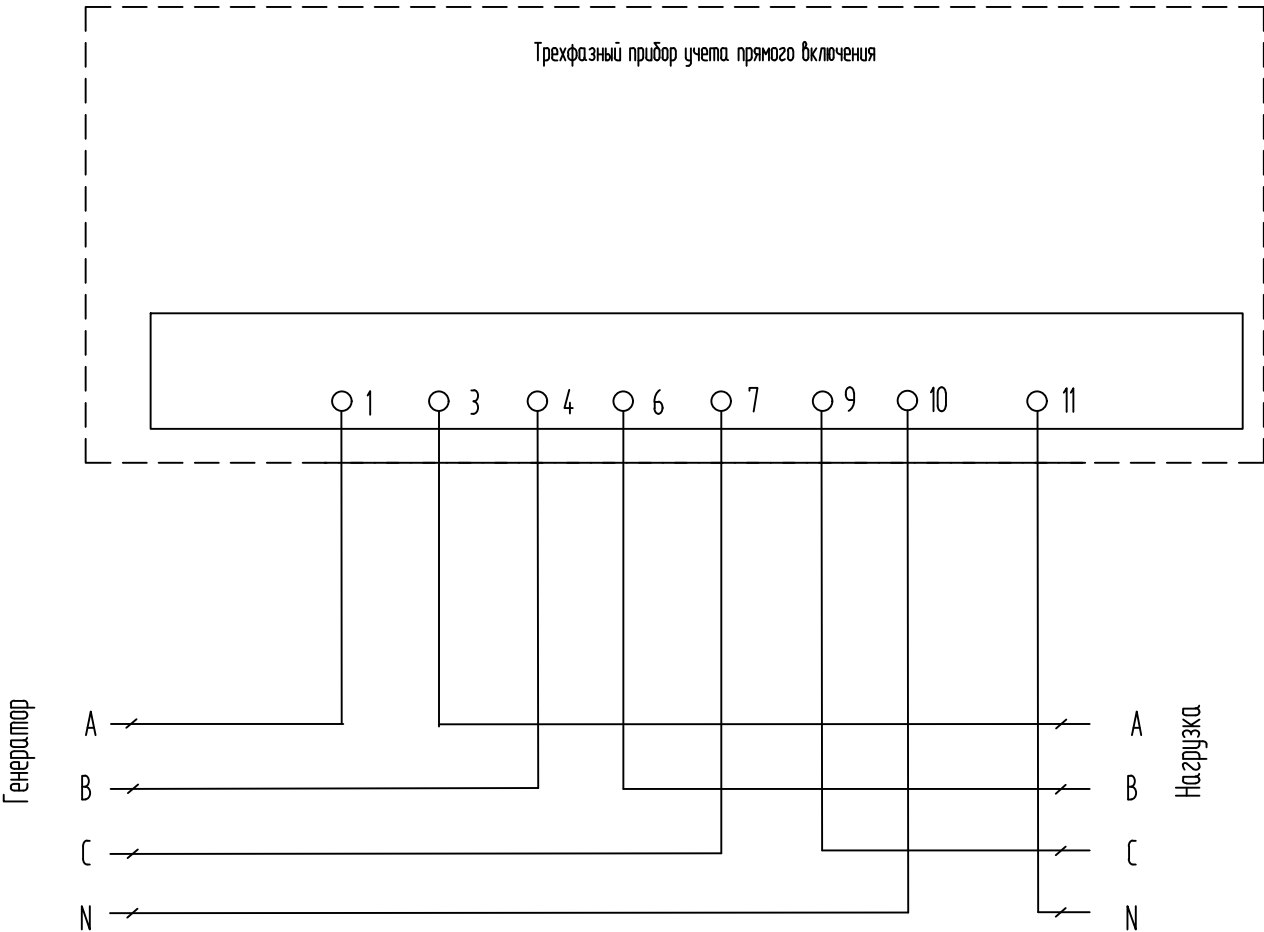 Трехфазный прибор учета прямого включения
1 3 4 6 7 9 10 11
Генератор
A
B
C
N
A
B
C
N
Нагрузка